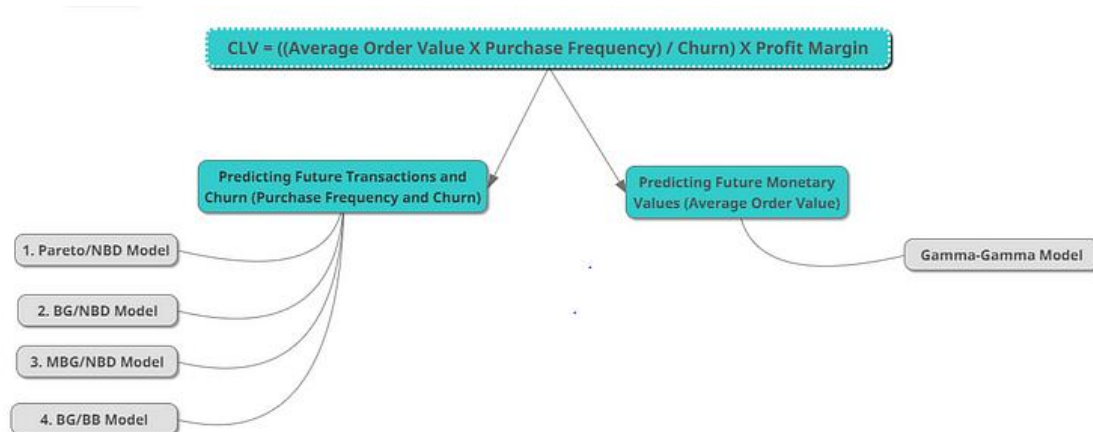 CLV = ((Average Order Value X Purchase Frequency) / Churn) X Profit Margin
Predicting Future Transactions and
Churn (Purchase Frequency and Churn)
Predicting Future Monetary
Values (Average Order Value)
1. Pareto/NBD Model
2. BG/NBD Model
3. MBG/NBD Model
4. BG/BB Model
Gamma-Gamma Model